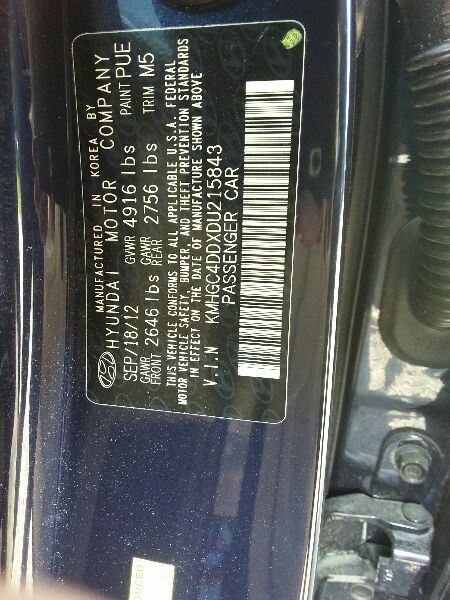 MANUFACTURED IN KOREA BY
HYUNDAI MOTOR COMPANY
SEP/18/12 GVWR 4916 lbs PAINT PUE
GAWR FRONT 2646 lbs GAWR REAR 2756 lbs TRIM M5
THIS VEHICLE CONFORMS TO ALL APPLICABLE U.S.A. FEDERAL
MOTOR VEHICLE SAFETY, BUMPER, AND THEFT PREVENTION STANDARDS
IN EFFECT ON THE DATE OF MANUFACTURE SHOWN ABOVE
V.I.N KMHGC4DDXDU215843
PASSENGER CAR